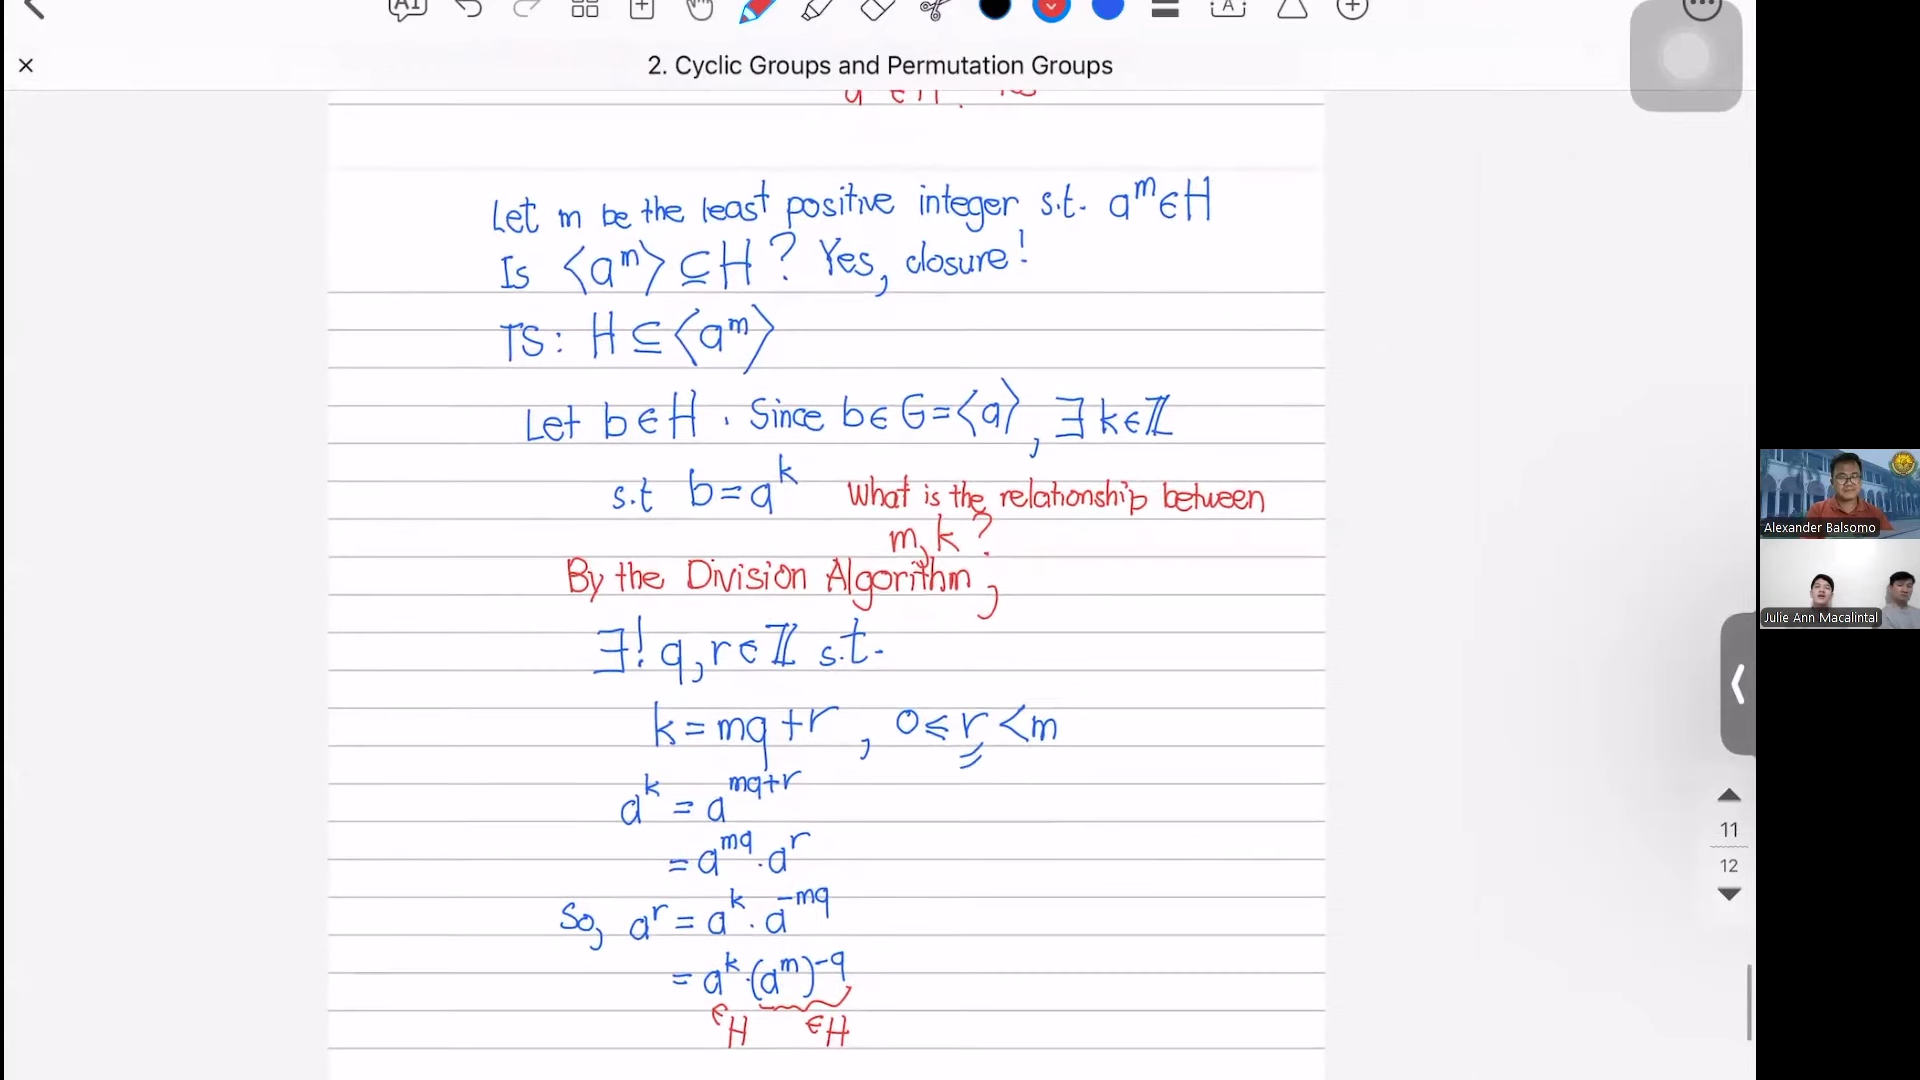 AI
A
2. Cyclic Groups and Permutation Groups
Let m be the least positive integer s.t. a^m ∈ H
Is ⟨a^m⟩ ⊆ H ? Yes, closure!
TS: H ⊆ ⟨a^m⟩
Let b ∈ H. Since b ∈ G = ⟨a⟩, ∃ k ∈ ℤ
s.t b = a^k What is the relationship between
m, k ?
By the Division Algorithm,
∃! q, r ∈ ℤ s.t.
k = mq + r , 0 ≤ r < m
a^k = a^{mq+r}
= a^{mq} · a^r
So, a^r = a^k · a^{-mq}
= a^k · (a^m)^{-q}
∈H ∈H
Alexander Balsomo
Julie Ann Macalintal
11
12